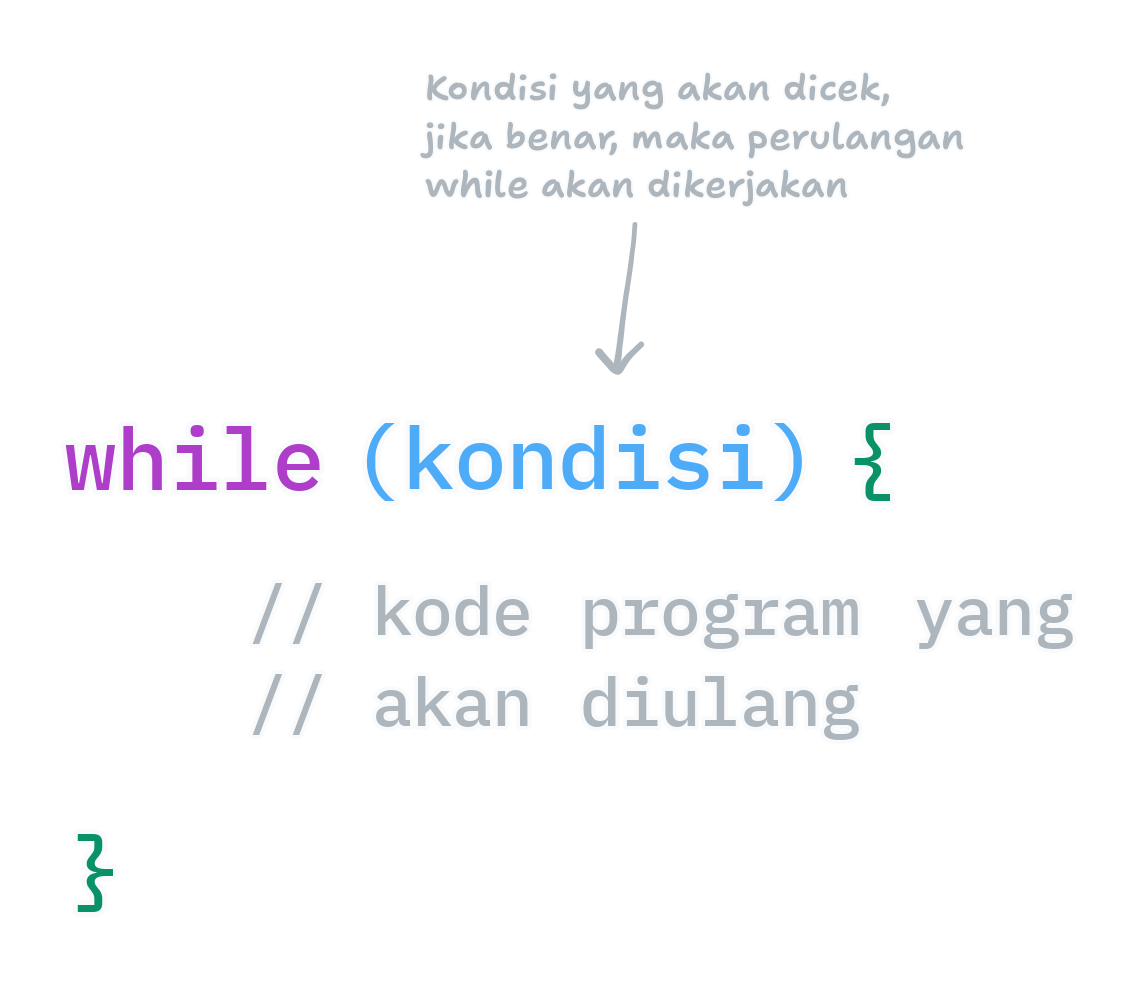 Kondisi yang akan dicek,
jika benar, maka perulangan
while akan dikerjakan
while (kondisi) {
// kode program yang
// akan diulang
}